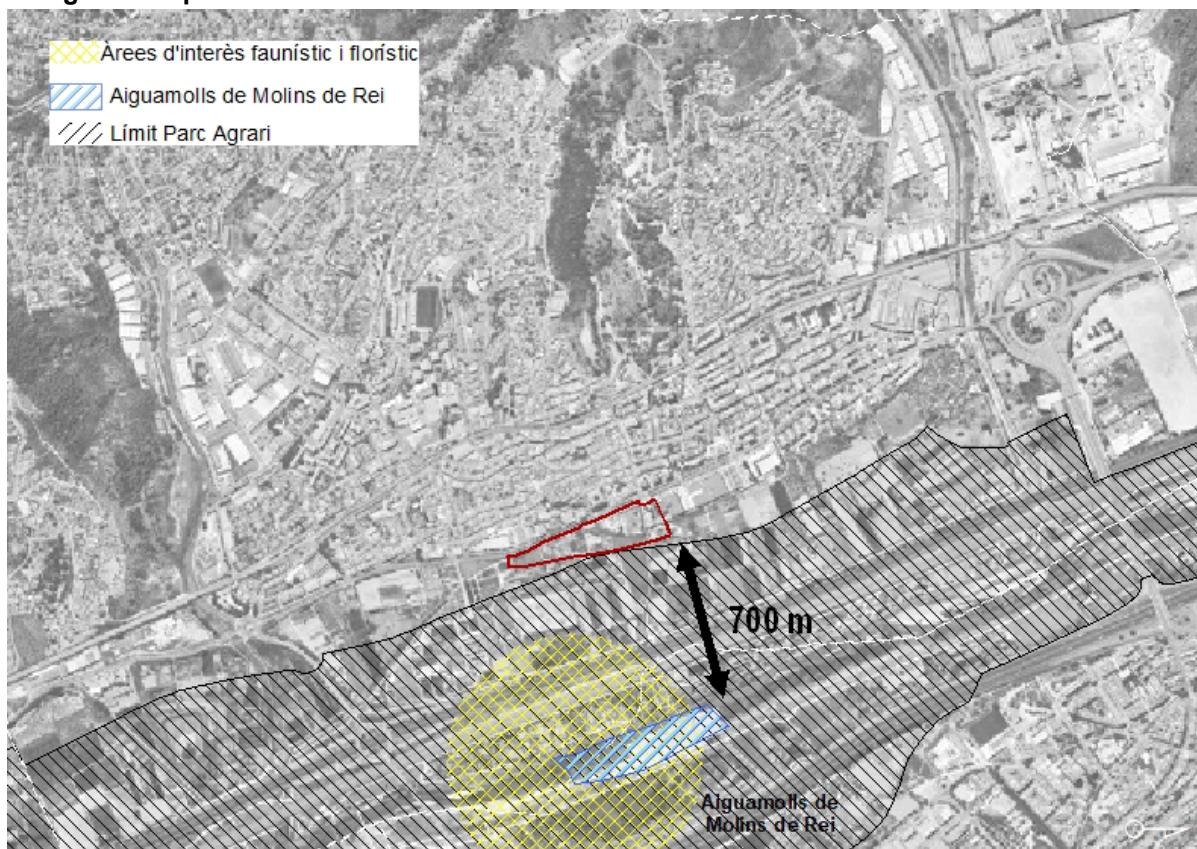 Àrees d'interès faunístic i florístic
Aiguamolls de Molins de Rei
Límit Parc Agrari
700 m
Aiguamolls de
Molins de Rei